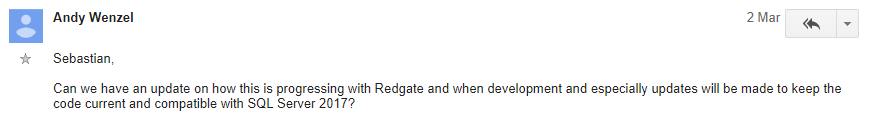 Andy Wenzel
2 Mar
Sebastian,
Can we have an update on how this is progressing with Redgate and when development and especially updates will be made to keep the
code current and compatible with SQL Server 2017?